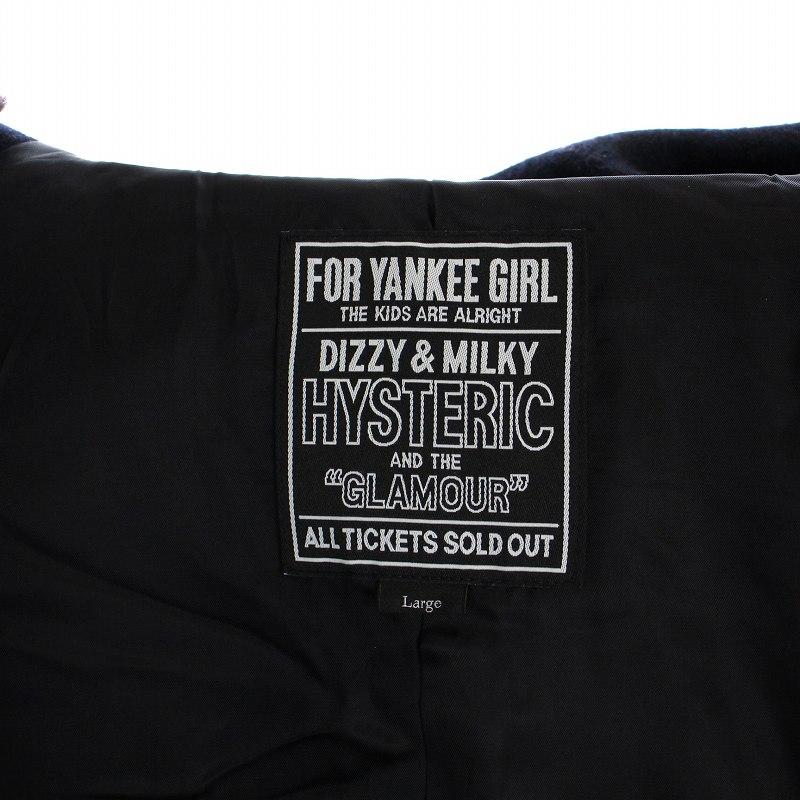 FOR YANKEE GIRL
THE KIDS ARE ALRIGHT
DIZZY & MILKY
HYSTERIC
AND THE
“GLAMOUR”
ALL TICKETS SOLD OUT
Large